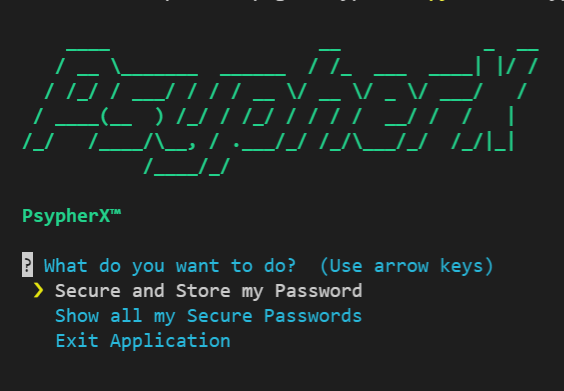 PsypherX
PsypherX™
? What do you want to do? (Use arrow keys)
❯ Secure and Store my Password
Show all my Secure Passwords
Exit Application